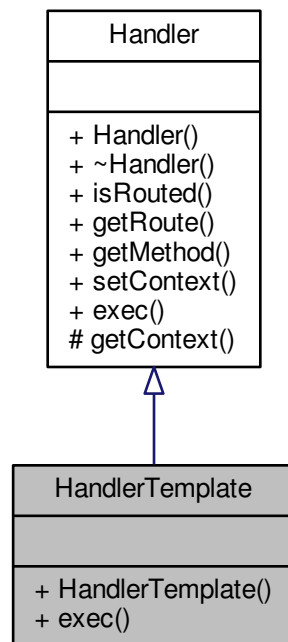 Handler
+ Handler()
+ ~Handler()
+ isRouted()
+ getRoute()
+ getMethod()
+ setContext()
+ exec()
# getContext()
HandlerTemplate
+ HandlerTemplate()
+ exec()